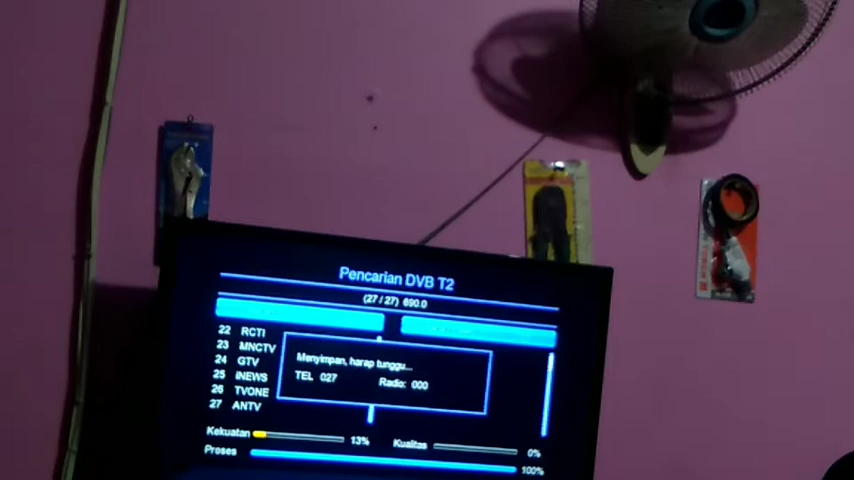 Pencarian DVB T2
(27 / 27) 690.0
22 RCTI
23 MNCTV
24 GTV
25 INEWS
26 TVONE
27 ANTV
Menyimpan, harap tunggu...
TEL 027 Radio: 000
Kekuatan 13% Kualitas 0%
Proses 100%